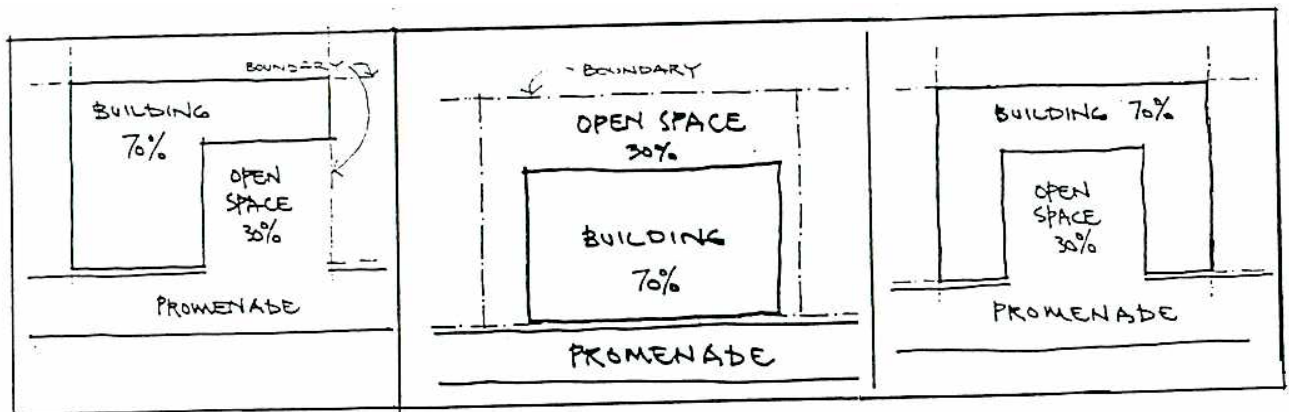 BOUNDARY
BUILDING
70%
OPEN
SPACE
30%
PROMENADE
BOUNDARY
OPEN SPACE
30%
BUILDING
70%
PROMENADE
BUILDING 70%
OPEN
SPACE
30%
PROMENADE